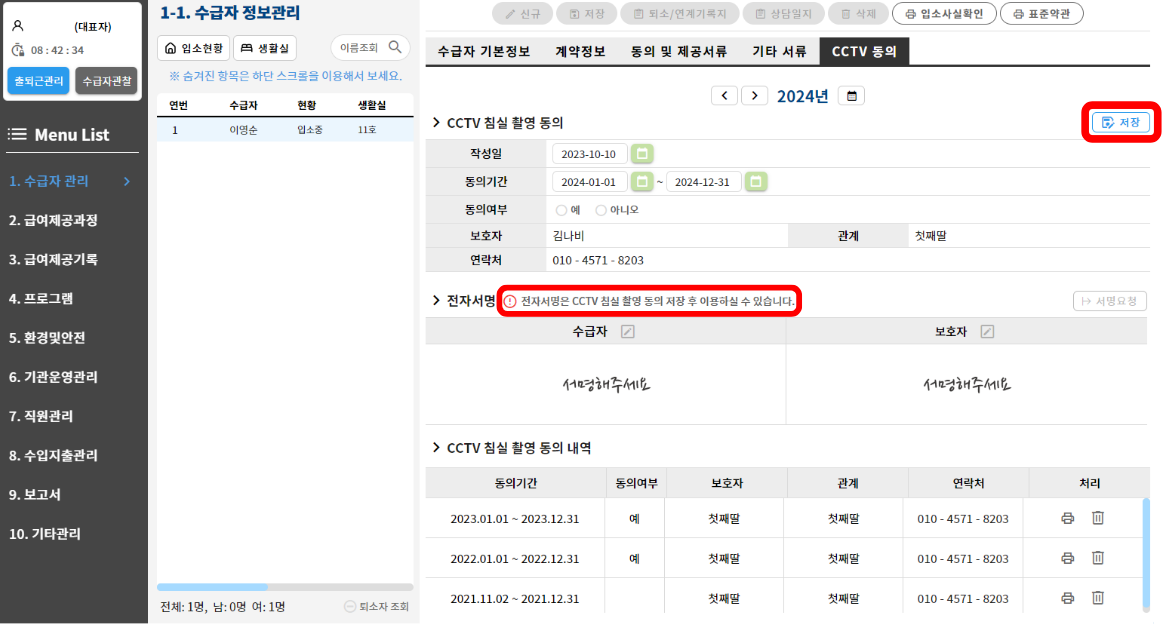 (대표자)
08 : 42 : 34
출퇴근관리 수급자관찰
Menu List
1. 수급자 관리
2. 급여제공과정
3. 급여제공기록
4. 프로그램
5. 환경및안전
6. 기관운영관리
7. 직원관리
8. 수입지출관리
9. 보고서
10. 기타관리
1-1. 수급자 정보관리
입소현황 생활실 이름조회
※ 숨겨진 항목은 하단 스크롤을 이용해서 보세요.
연번 수급자 현황 생활실
1 이영순 입소중 11호
전체: 1명, 남: 0명 여: 1명 퇴소자 조회
신규 저장 퇴소/연계기록지 상담일지 삭제 입소사실확인 표준약관
수급자 기본정보 계약정보 동의 및 제공서류 기타 서류 CCTV 동의
2024년
CCTV 침실 촬영 동의 저장
작성일 2023-10-10
동의기간 2024-01-01 ~ 2024-12-31
동의여부 예 아니오
보호자 김나비 관계 첫째딸
연락처 010 - 4571 - 8203
전자서명 전자서명은 CCTV 침실 촬영 동의 저장 후 이용하실 수 있습니다. 서명요청
수급자 보호자
서명해주세요 서명해주세요
CCTV 침실 촬영 동의 내역
동의기간 동의여부 보호자 관계 연락처 처리
2023.01.01 ~ 2023.12.31 예 첫째딸 첫째딸 010 - 4571 - 8203
2022.01.01 ~ 2022.12.31 예 첫째딸 첫째딸 010 - 4571 - 8203
2021.11.02 ~ 2021.12.31 첫째딸 첫째딸 010 - 4571 - 8203